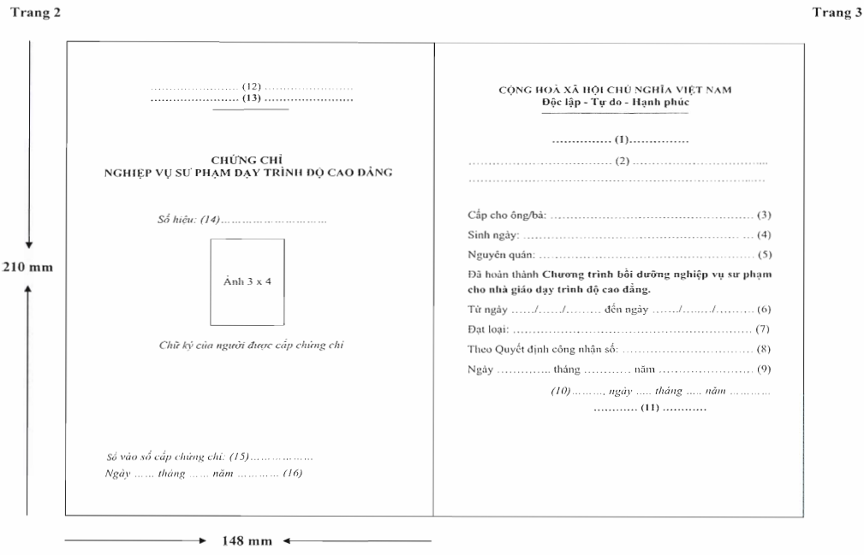 Trang 2
Trang 3
........................ (12) ........................
........................ (13) ........................
CHỨNG CHỈ
NGHIỆP VỤ SƯ PHẠM DẠY TRÌNH ĐỘ CAO ĐẲNG
Số hiệu: (14)..............................
Ảnh 3 x 4
Chữ ký của người được cấp chứng chỉ
Số vào sổ cấp chứng chỉ: (15)..................
Ngày ...... tháng ...... năm ............ (16)
CỘNG HOÀ XÃ HỘI CHỦ NGHĨA VIỆT NAM
Độc lập - Tự do - Hạnh phúc
............... (1)...............
....................................... (2) .....................................
................................................................................
Cấp cho ông/bà: ....................................................... (3)
Sinh ngày: ............................................................... (4)
Nguyên quán: .......................................................... (5)
Đã hoàn thành Chương trình bồi dưỡng nghiệp vụ sư phạm
cho nhà giáo dạy trình độ cao đẳng.
Từ ngày ....../....../......... đến ngày ......./......../.......... (6)
Đạt loại: ................................................................. (7)
Theo Quyết định công nhận số: ................................... (8)
Ngày ............. tháng ............ năm .......................... (9)
(10)........., ngày ..... tháng ..... năm ...........
............ (11) ............
210 mm
148 mm